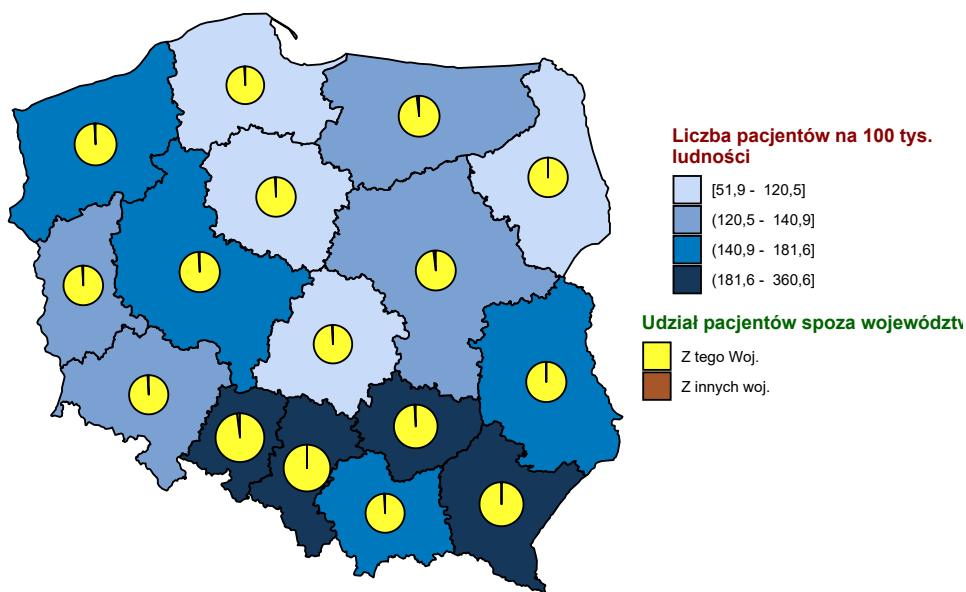 Liczba pacjentów na 100 tys.
ludności
[51,9 - 120,5]
(120,5 - 140,9]
(140,9 - 181,6]
(181,6 - 360,6]
Udział pacjentów spoza województw
Z tego Woj.
Z innych woj.